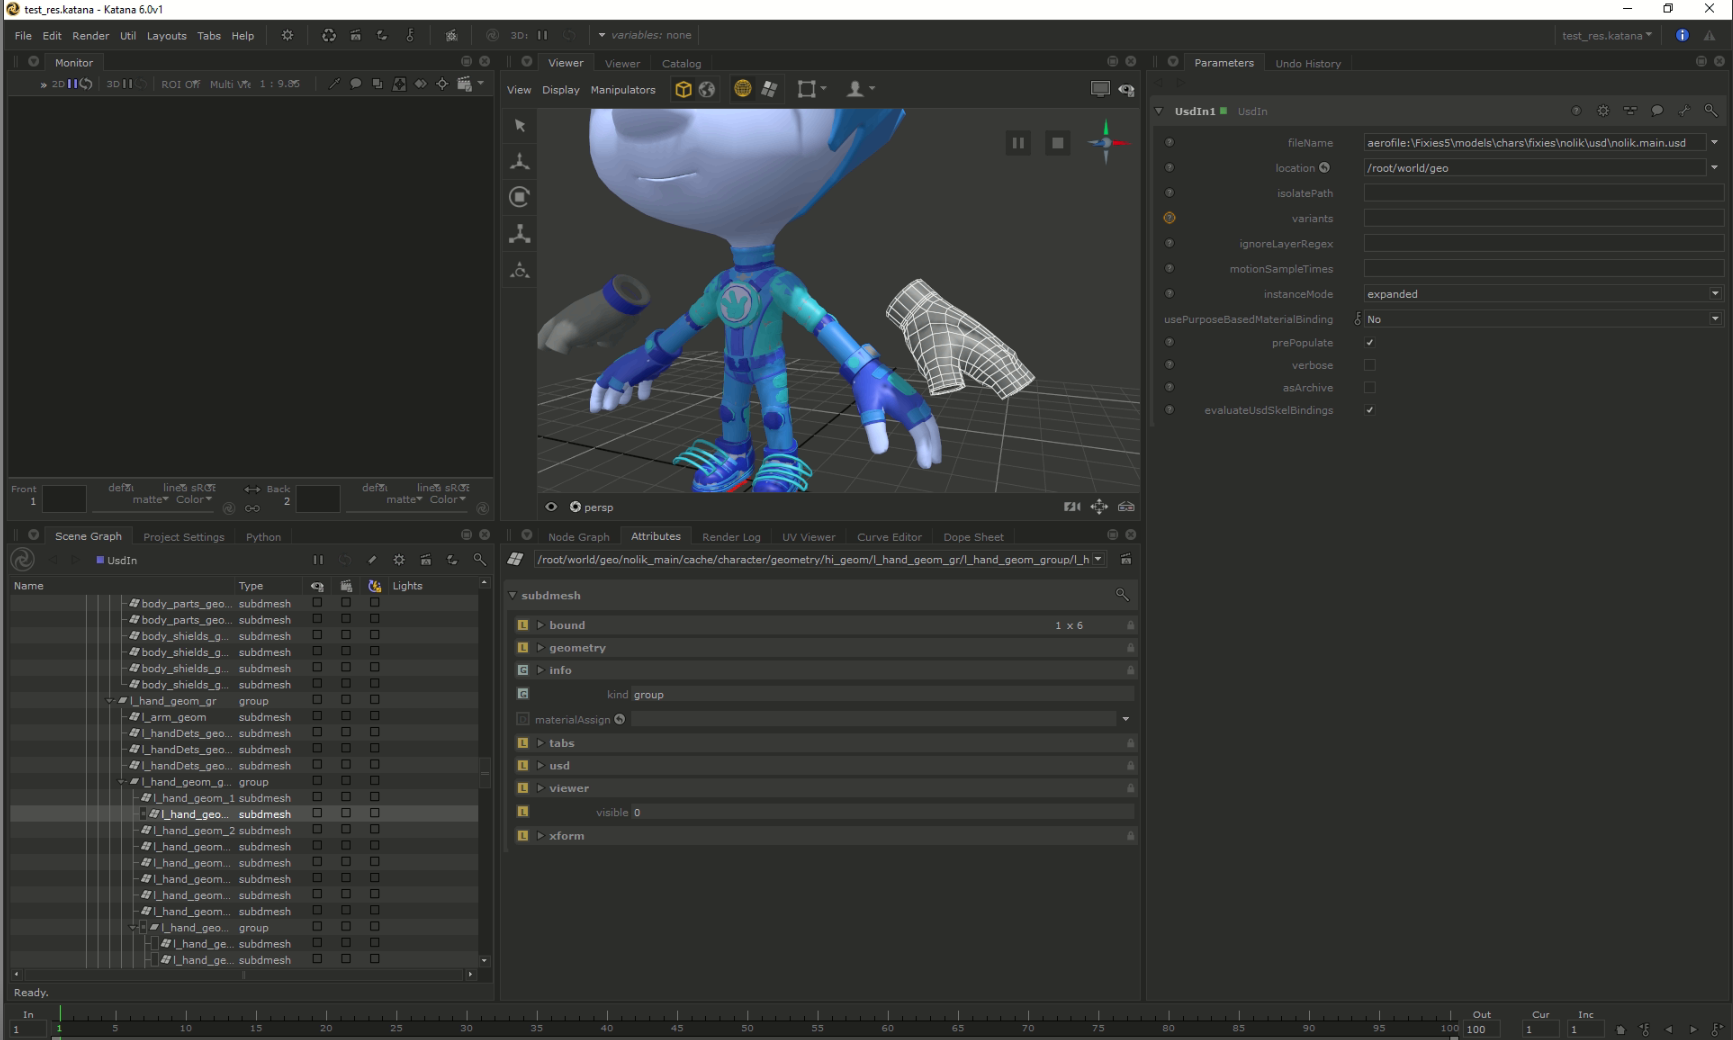 test_res.katana - Katana 6.0v1
File Edit Render Util Layouts Tabs Help 3D: variables: none test_res.katana
Monitor
2D 3D ROI Off 1 : 9.85
Front
1
matte Color
Back
2
matte Color
Viewer Viewer Catalog
View Display Manipulators
persp
Parameters Undo History
UsdIn1 UsdIn
fileName aerofile:\Fixies5\models\chars\fixies\nolik\usd\nolik.main.usd
location /root/world/geo
isolatePath
variants
ignoreLayerRegex
motionSampleTimes
instanceMode expanded
usePurposeBasedMaterialBinding No
prePopulate
verbose
asArchive
evaluateUsdSkelBindings
Scene Graph Project Settings Python
UsdIn
Name Type Lights
body_parts_geo... subdmesh
body_parts_geo... subdmesh
body_shields_g... subdmesh
body_shields_g... subdmesh
body_shields_g... subdmesh
body_shields_g... subdmesh
l_hand_geom_gr group
l_arm_geom subdmesh
l_handDets_geo... subdmesh
l_handDets_geo... subdmesh
l_handDets_geo... subdmesh
l_hand_geom_g... group
l_hand_geom_1 subdmesh
l_hand_geo... subdmesh
l_hand_geom_2 subdmesh
l_hand_geom... subdmesh
l_hand_geom... subdmesh
l_hand_geom... subdmesh
l_hand_geom... subdmesh
l_hand_geom... subdmesh
l_hand_geo... group
l_hand_ge... subdmesh
l_hand_ge... subdmesh
Ready.
Node Graph Attributes Render Log UV Viewer Curve Editor Dope Sheet
/root/world/geo/nolik_main/cache/character/geometry/hi_geom/l_hand_geom_gr/l_hand_geom_group/l_h
subdmesh
L bound 1 x 6
L geometry
G info
G kind group
D materialAssign
L tabs
L usd
L viewer
L visible 0
L xform
In
1
1 5 10 15 20 25 30 35 40 45 50 55 60 65 70 75 80 85 90 95 100
Out
100
Cur
1
Inc
1